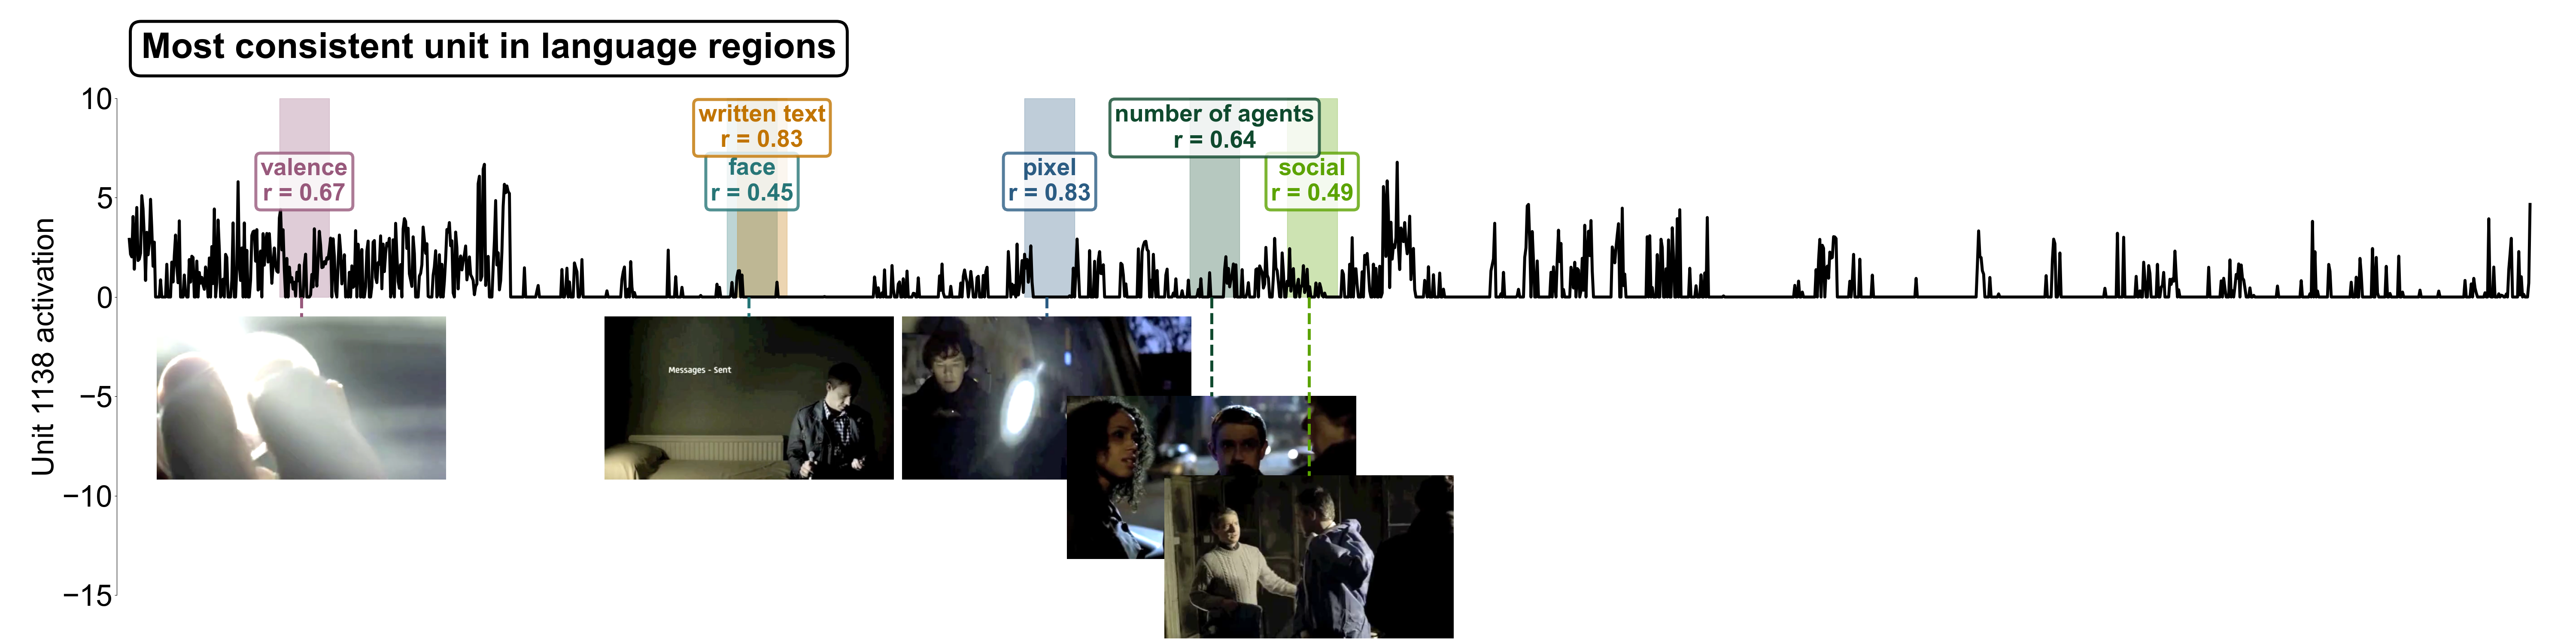 Most consistent unit in language regions
Unit 1138 activation
10
5
0
−5
−10
−15
valence
r = 0.67
written text
r = 0.83
face
r = 0.45
pixel
r = 0.83
number of agents
r = 0.64
social
r = 0.49
Messages - Sent